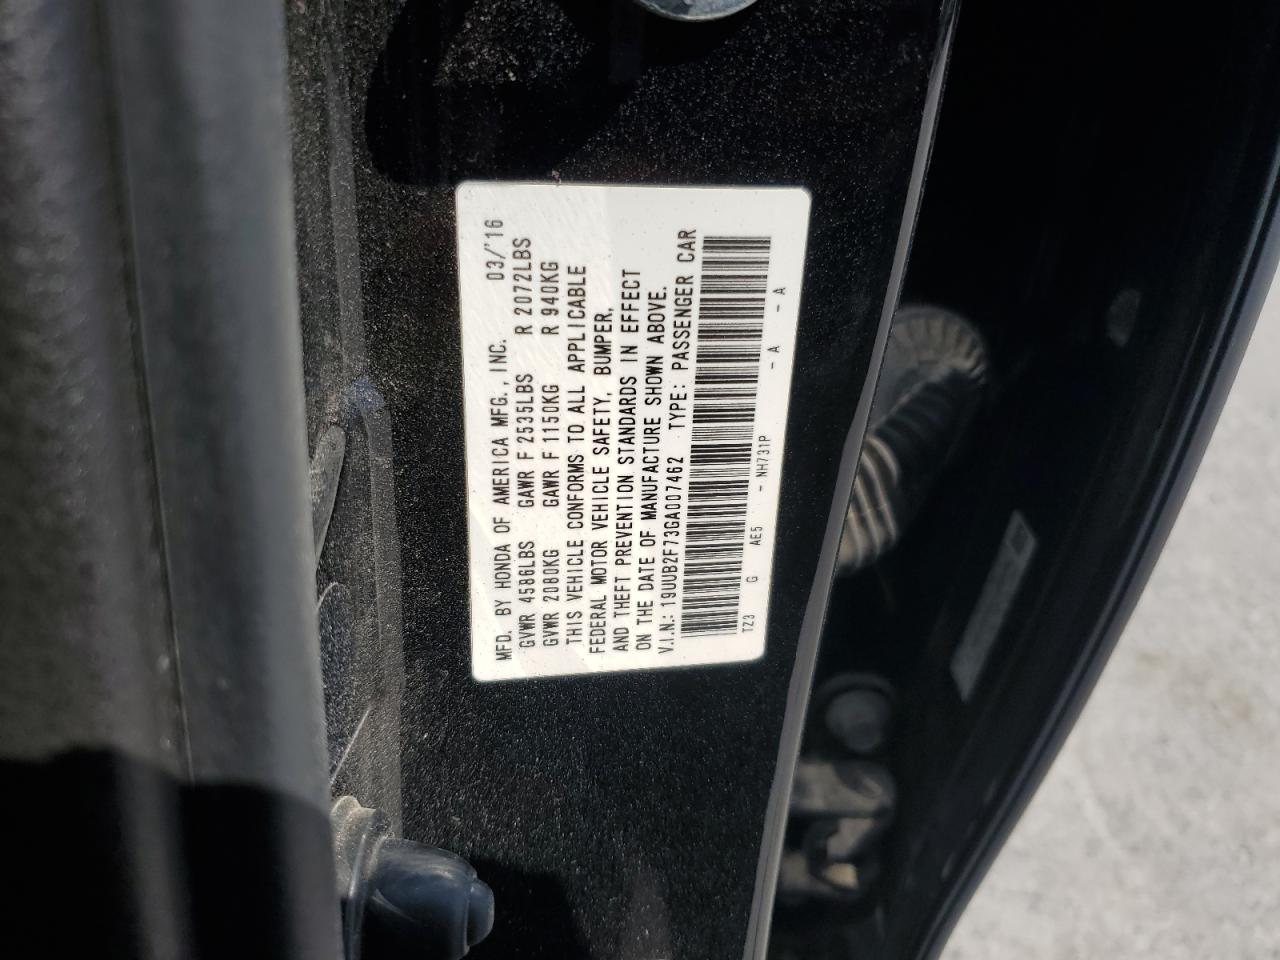 MFD. BY HONDA OF AMERICA MFG., INC. 03/'16
GVWR 4586LBS GAWR F 2535LBS R 2072LBS
GVWR 2080KG GAWR F 1150KG R 940KG
THIS VEHICLE CONFORMS TO ALL APPLICABLE
FEDERAL MOTOR VEHICLE SAFETY, BUMPER,
AND THEFT PREVENTION STANDARDS IN EFFECT
ON THE DATE OF MANUFACTURE SHOWN ABOVE.
V.I.N.: 19UUB2F73GA007462 TYPE: PASSENGER CAR
TZ3 G AE5 - NH731P - A - A